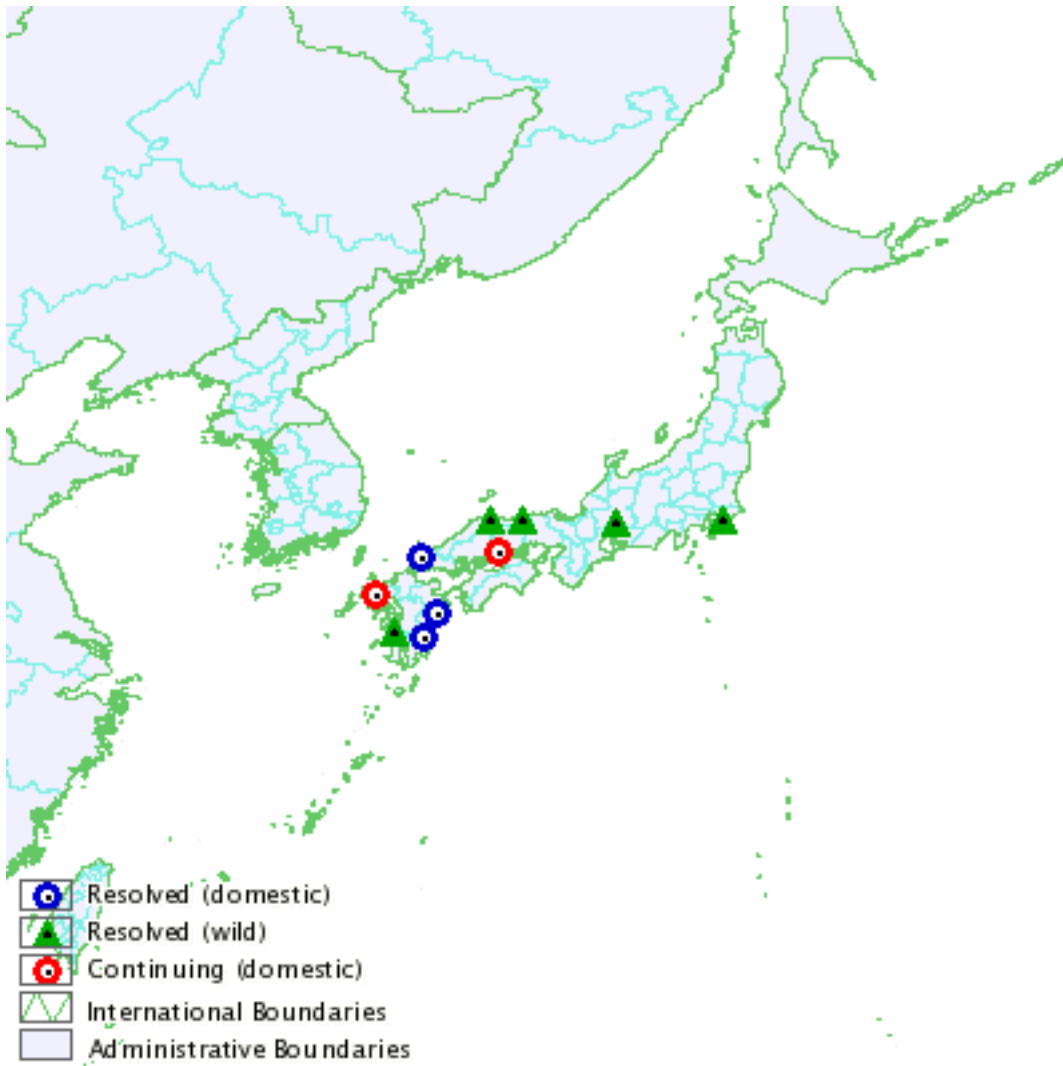 Resolved (domestic)
Resolved (wild)
Continuing (domestic)
International Boundaries
Administrative Boundaries